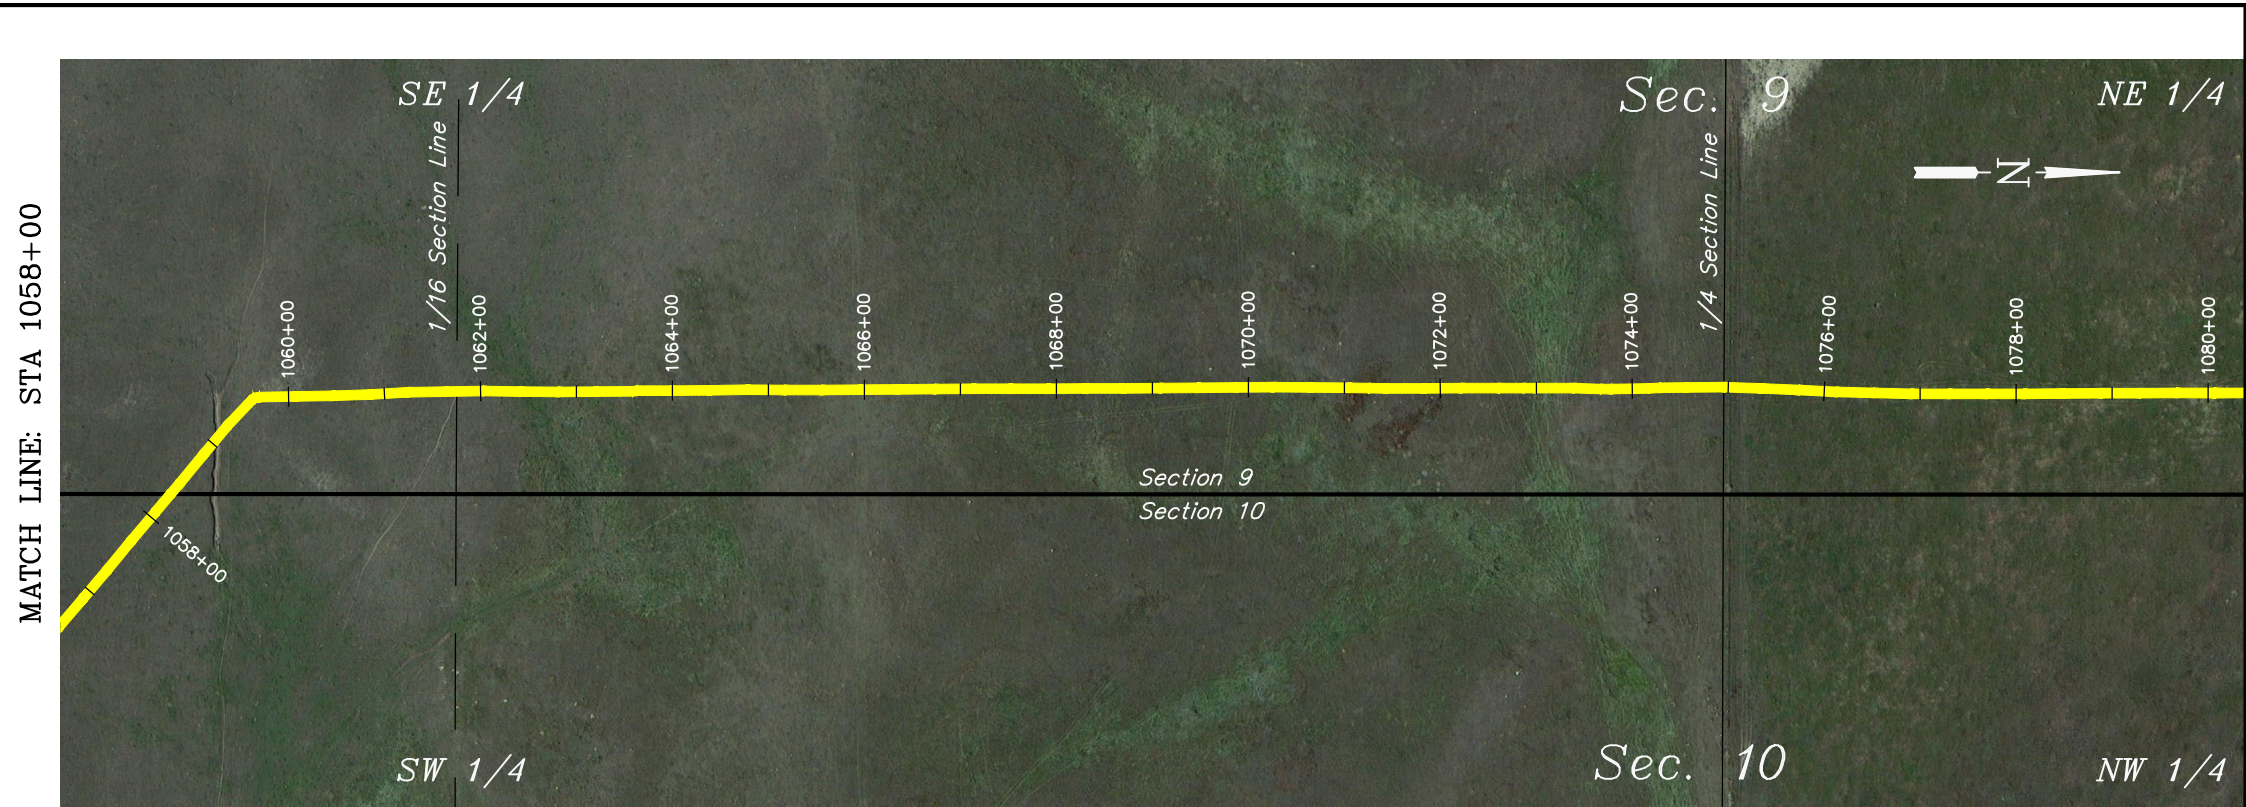 SE 1/4
Sec. 9
NE 1/4
1/16 Section Line
1/4 Section Line
N
MATCH LINE: STA 1058+00
1060+00
1062+00
1064+00
1066+00
1068+00
1070+00
1072+00
1074+00
1076+00
1078+00
1080+00
Section 9
Section 10
1058+00
SW 1/4
Sec. 10
NW 1/4